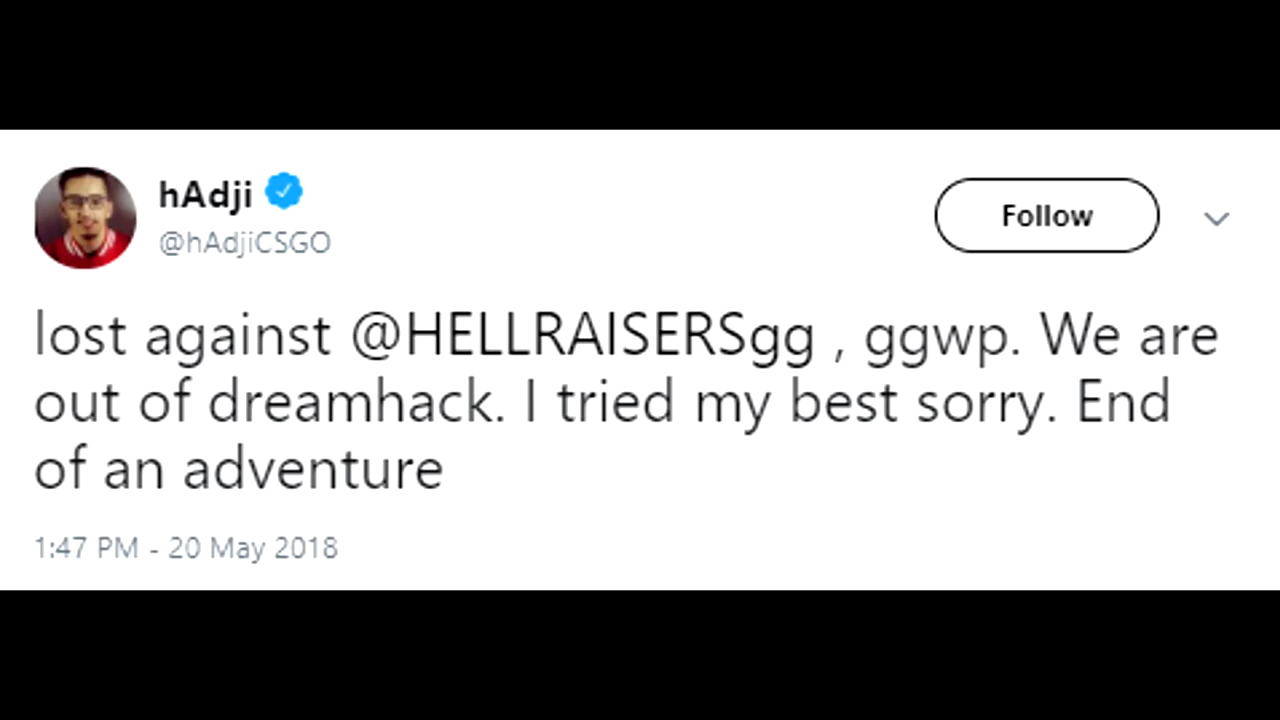 hAdji
@hAdjiCSGO
Follow
lost against @HELLRAISERSgg , ggwp. We are
out of dreamhack. I tried my best sorry. End
of an adventure
1:47 PM - 20 May 2018